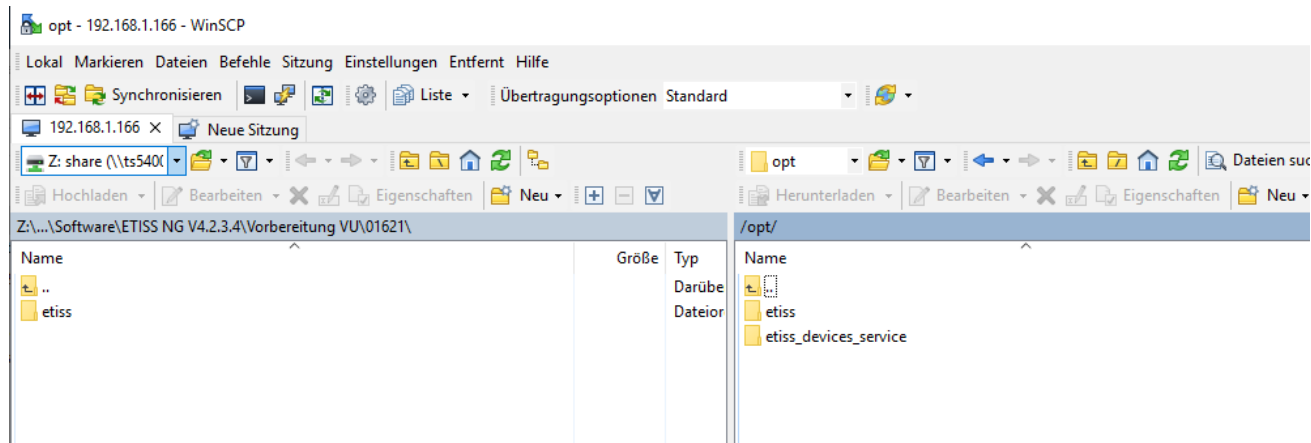 opt - 192.168.1.166 - WinSCP
Lokal Markieren Dateien Befehle Sitzung Einstellungen Entfernt Hilfe
Synchronisieren Liste Übertragungsoptionen Standard
192.168.1.166 Neue Sitzung
Z: share (\\ts540( opt Dateien suc
Hochladen Bearbeiten Eigenschaften Neu Herunterladen Bearbeiten Eigenschaften Neu
Z:\...\Software\ETISS NG V4.2.3.4\Vorbereitung VU\01621\ /opt/
Name Größe Typ Name
.. Darübe ..
etiss Dateior etiss
etiss_devices_service